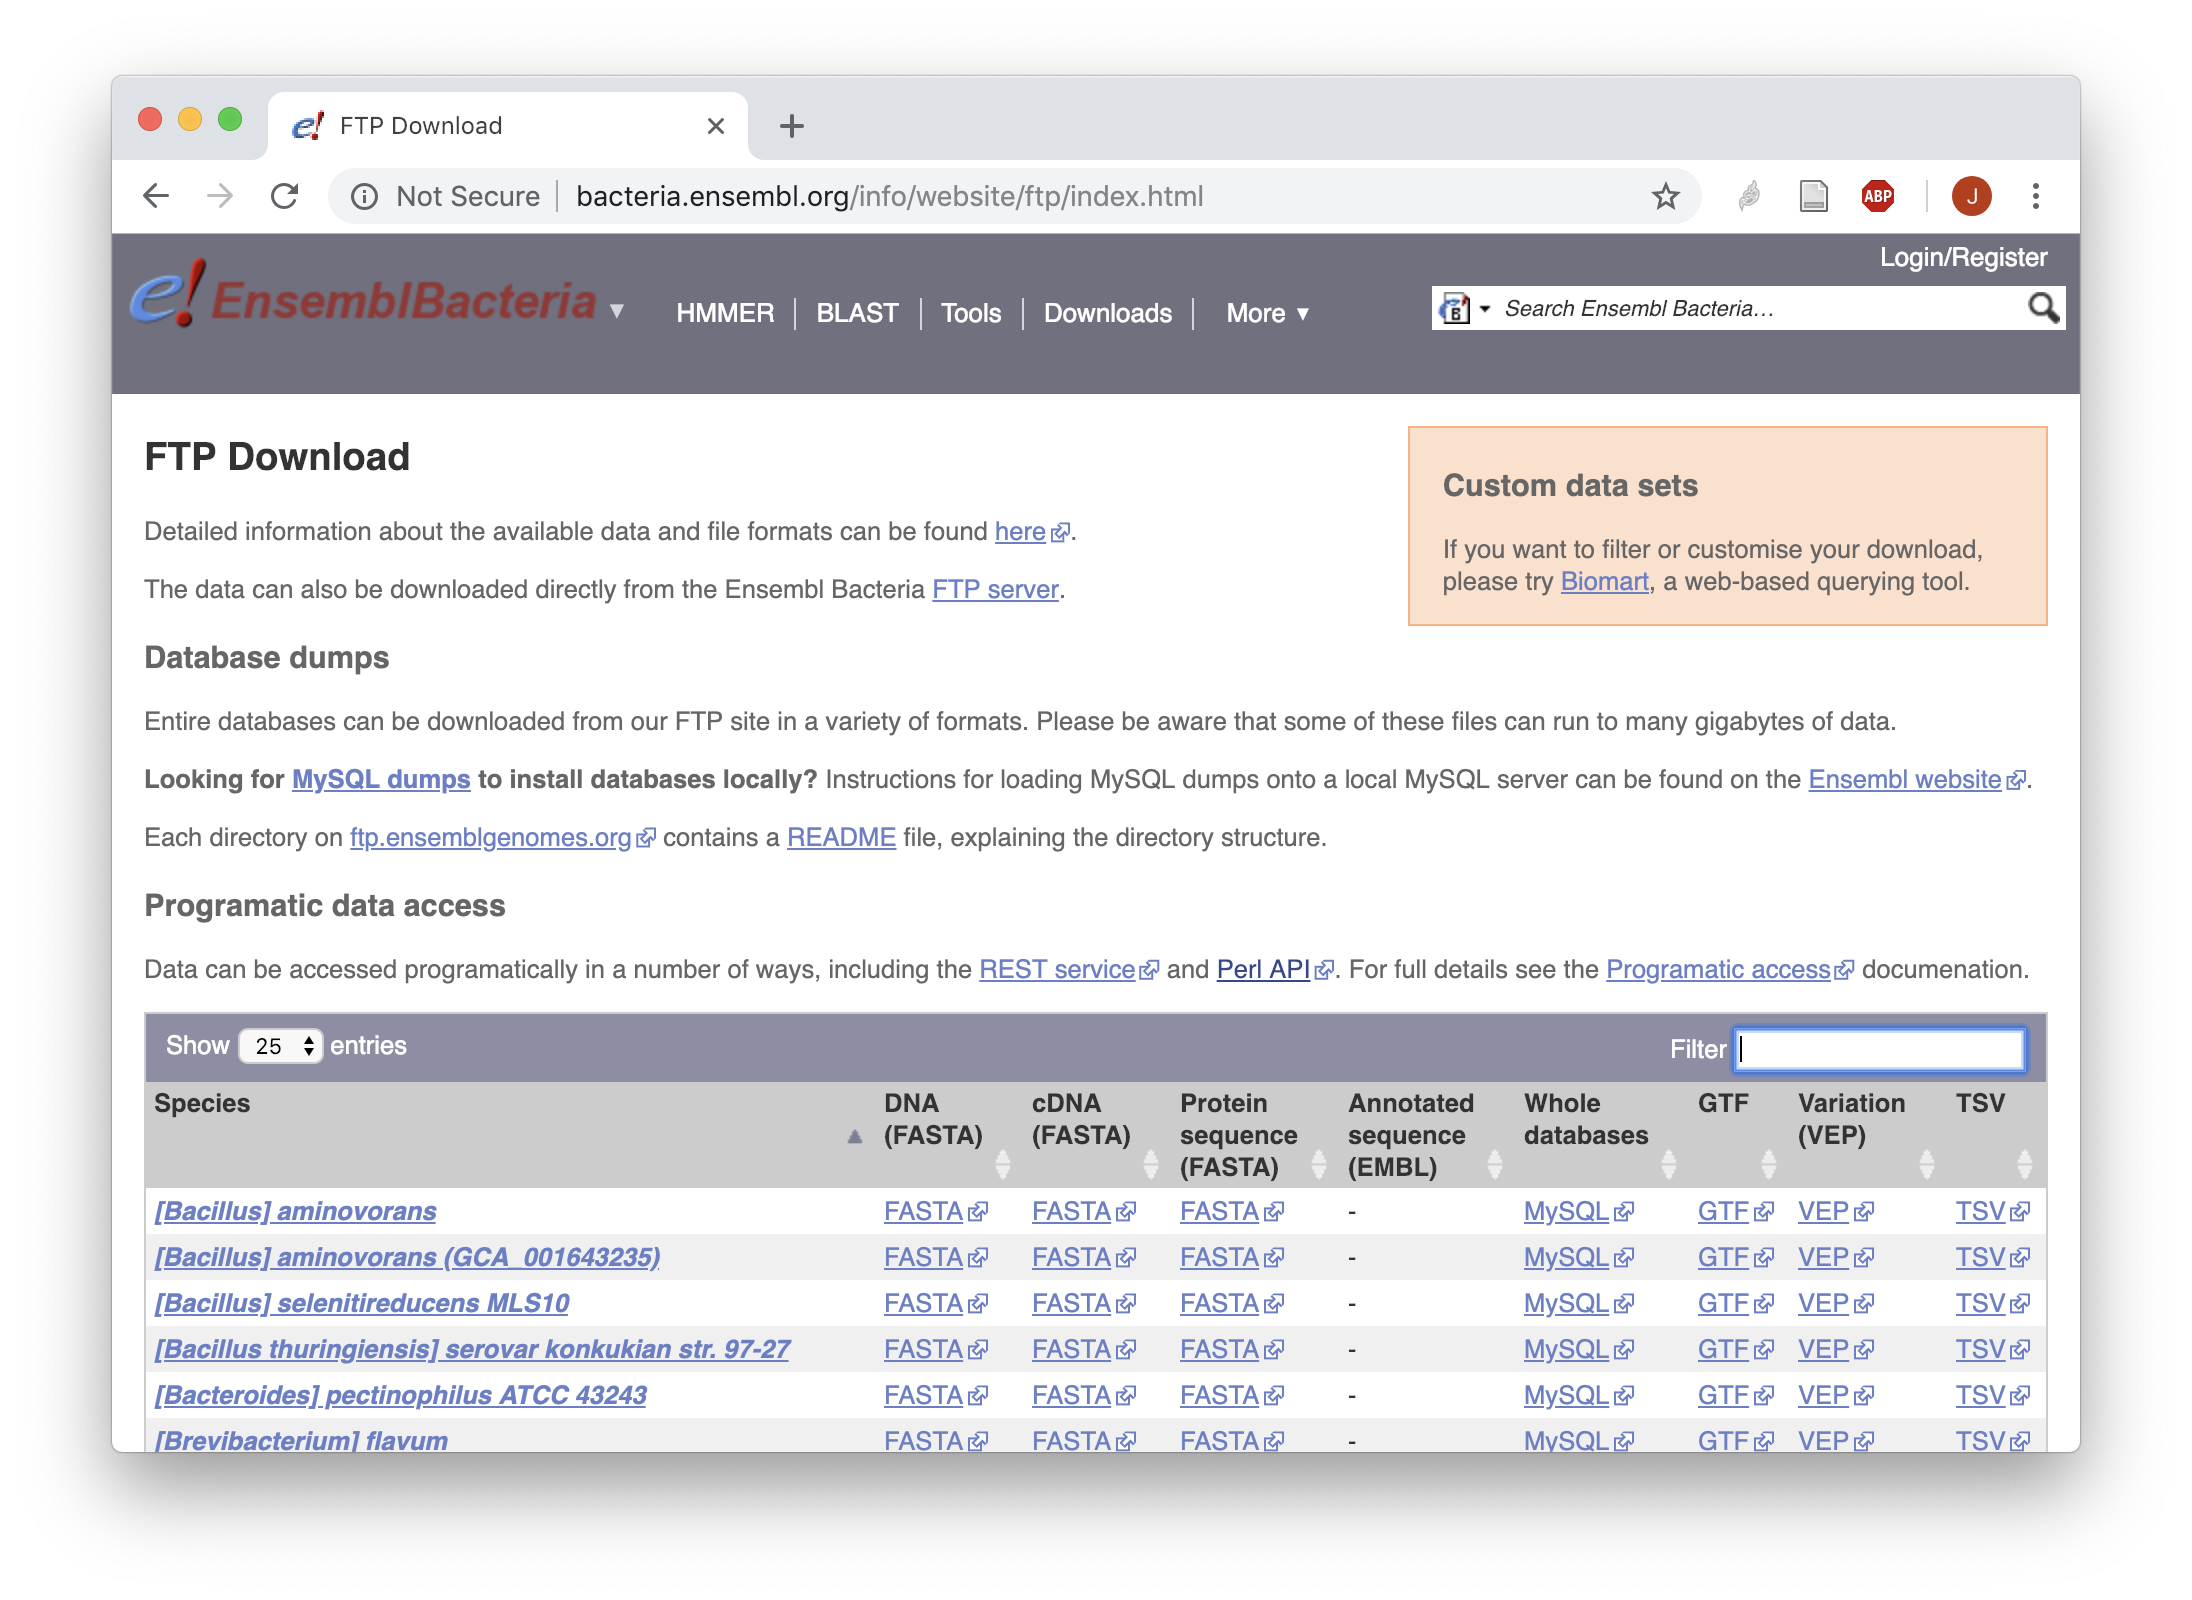 FTP Download
Not Secure
bacteria.ensembl.org/info/website/ftp/index.html
ABP
J
Login/Register
e!EnsemblBacteria ▾ HMMER | BLAST | Tools | Downloads | More ▾
B Search Ensembl Bacteria…
FTP Download
Detailed information about the available data and file formats can be found here.
The data can also be downloaded directly from the Ensembl Bacteria FTP server.
Custom data sets
If you want to filter or customise your download,
please try Biomart, a web-based querying tool.
Database dumps
Entire databases can be downloaded from our FTP site in a variety of formats. Please be aware that some of these files can run to many gigabytes of data.
Looking for MySQL dumps to install databases locally? Instructions for loading MySQL dumps onto a local MySQL server can be found on the Ensembl website.
Each directory on ftp.ensemblgenomes.org contains a README file, explaining the directory structure.
Programatic data access
Data can be accessed programatically in a number of ways, including the REST service and Perl API. For full details see the Programatic access documenation.
Show 25 entries Filter
Species DNA (FASTA) cDNA (FASTA) Protein sequence (FASTA) Annotated sequence (EMBL) Whole databases GTF Variation (VEP) TSV
[Bacillus] aminovorans FASTA FASTA FASTA - MySQL GTF VEP TSV
[Bacillus] aminovorans (GCA_001643235) FASTA FASTA FASTA - MySQL GTF VEP TSV
[Bacillus] selenitireducens MLS10 FASTA FASTA FASTA - MySQL GTF VEP TSV
[Bacillus thuringiensis] serovar konkukian str. 97-27 FASTA FASTA FASTA - MySQL GTF VEP TSV
[Bacteroides] pectinophilus ATCC 43243 FASTA FASTA FASTA - MySQL GTF VEP TSV
[Brevibacterium] flavum FASTA FASTA FASTA - MySQL GTF VEP TSV